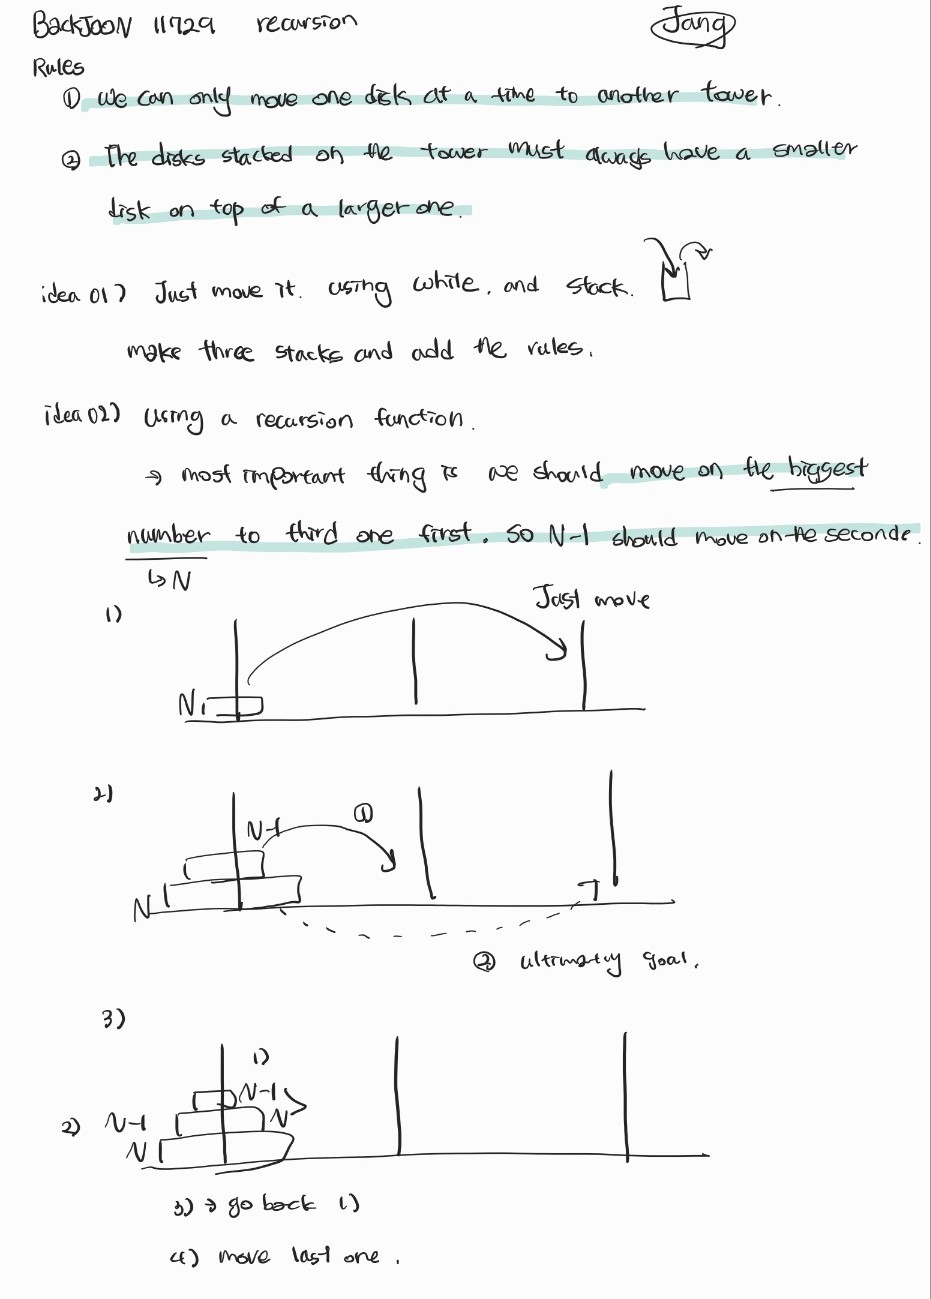 BackJOON 11729 recursion Jang
Rules
① we can only move one disk at a time to another tower.
② The disks stacked on the tower must always have a smaller
disk on top of a larger one.
idea 01) Just move it. using while, and stack.
make three stacks and add the rules.
idea 02) Using a recursion function.
→ most important thing is we should move on the biggest
number to third one first. So N-1 should move on the seconde.
↳ N
1) Just move
N
2)
N-1 ①
N
② ultimatly goal.
3)
1)
N-1
2) N-1 N
N
3) → go back 1)
4) move last one.